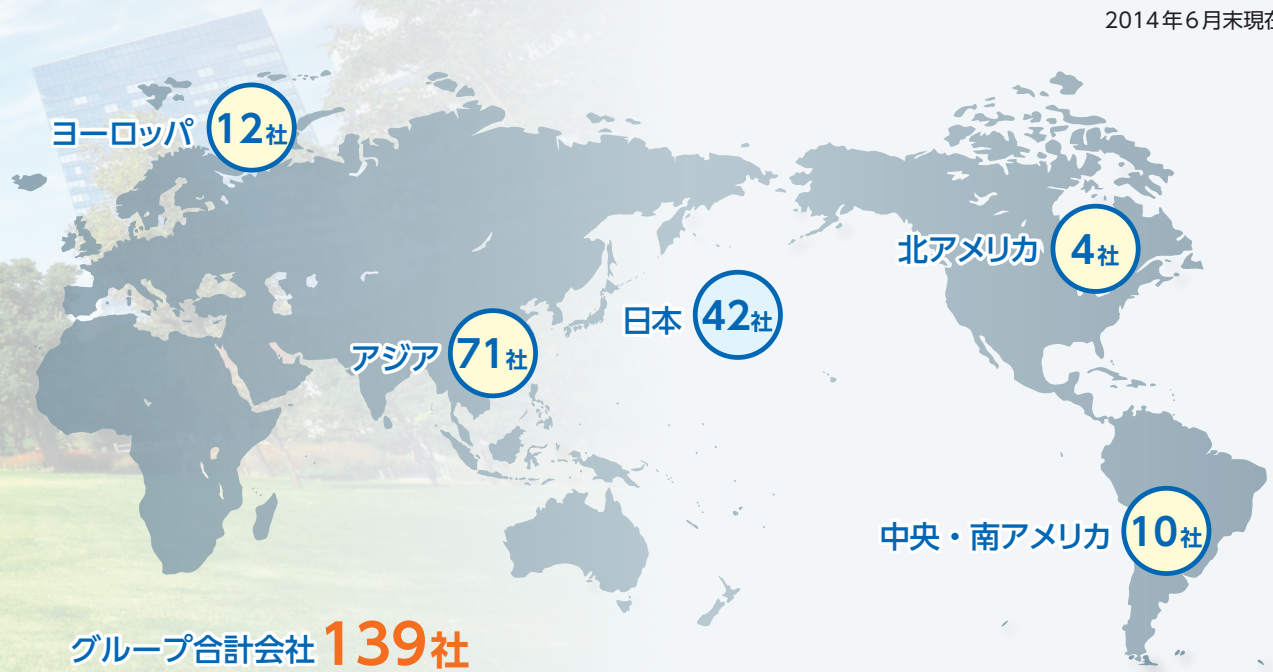 2014年6月末現在
ヨーロッパ 12社
北アメリカ 4社
日本 42社
アジア 71社
中央・南アメリカ 10社
グループ合計会社 139社